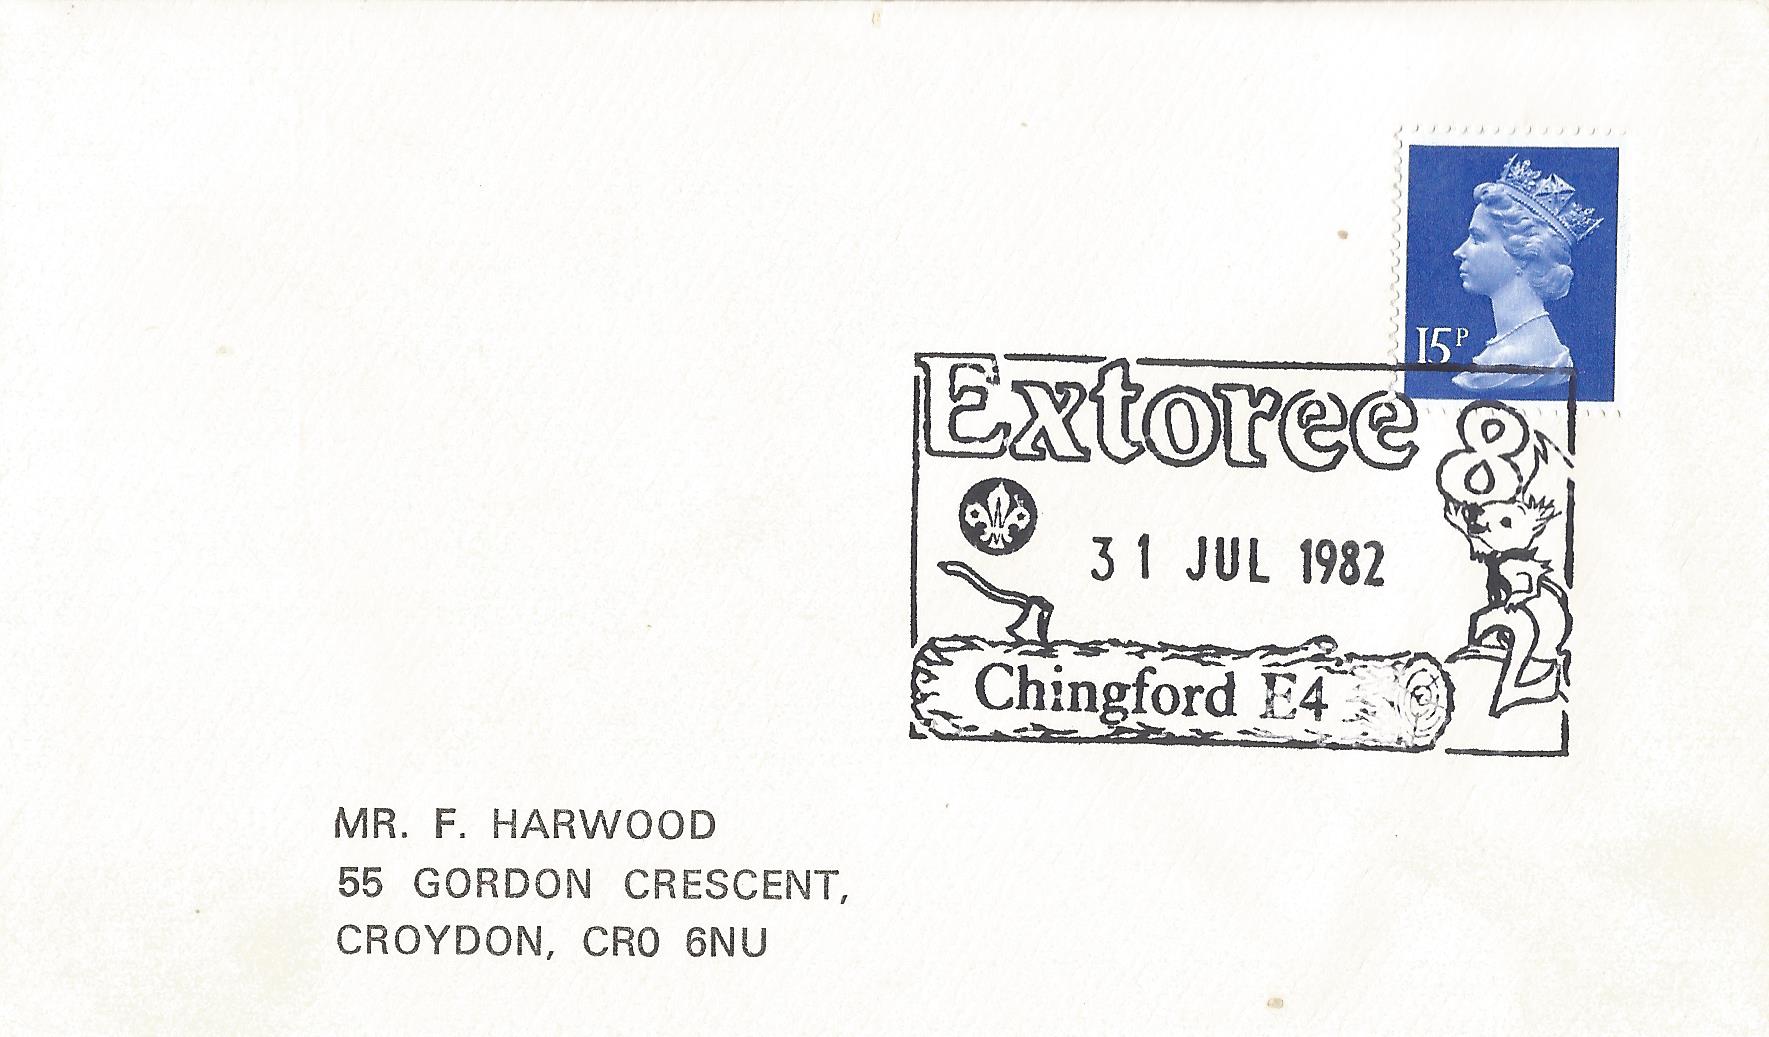 15P
Extoree 82
31 JUL 1982
Chingford E4
MR. F. HARWOOD
55 GORDON CRESCENT,
CROYDON, CR0 6NU